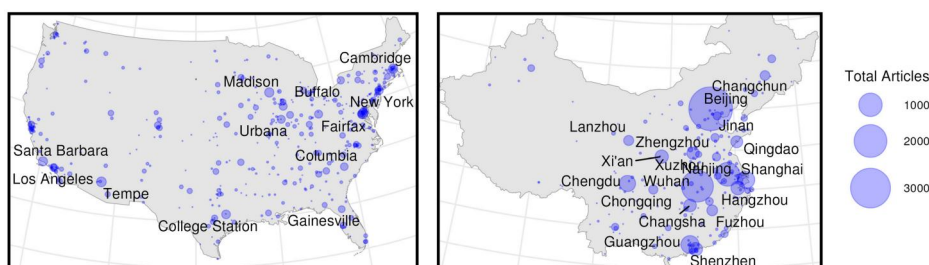 Cambridge
Madison
Buffalo
New York
Urbana
Fairfax
Santa Barbara
Columbia
Los Angeles
Tempe
College Station
Gainesville
Changchun
Beijing
Lanzhou
Jinan
Zhengzhou
Qingdao
Xi'an
Xuzhou
Nanjing
Shanghai
Chengdu
Wuhan
Chongqing
Hangzhou
Changsha
Fuzhou
Guangzhou
Shenzhen
Total Articles
1000
2000
3000